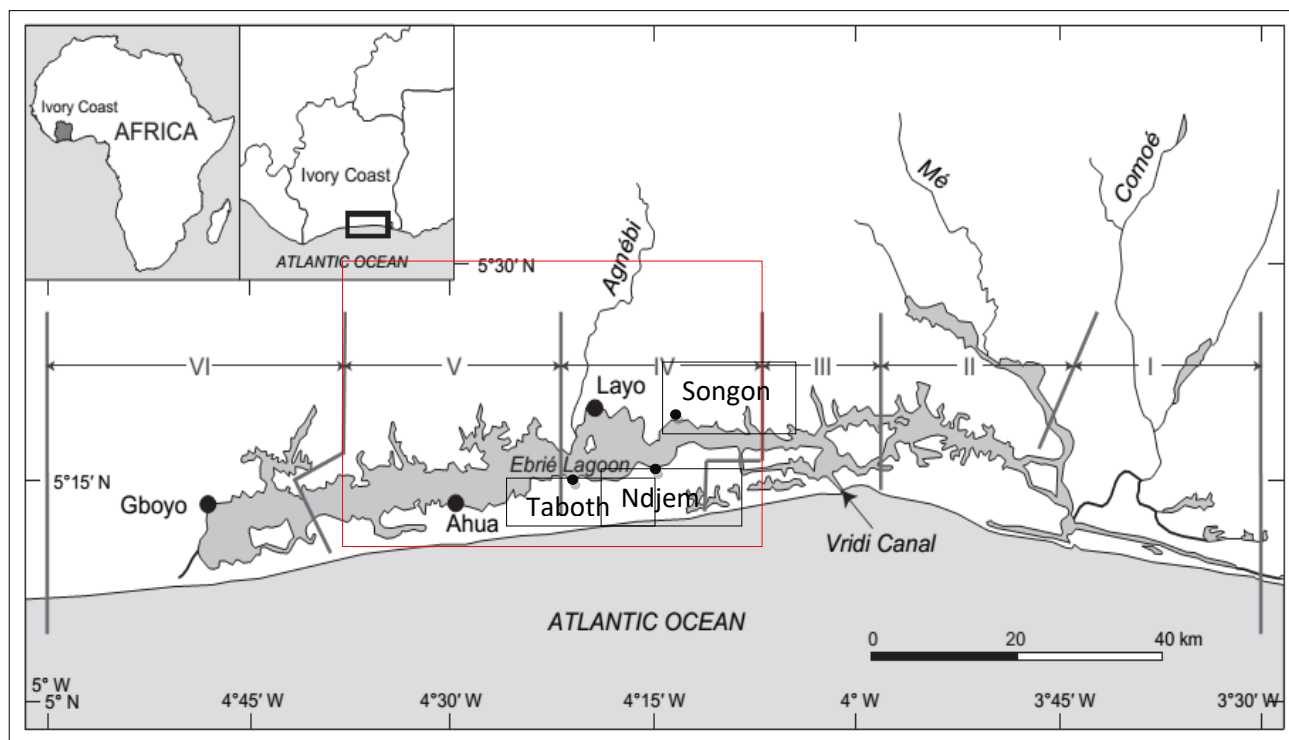 Ivory Coast
AFRICA
Ivory Coast
ATLANTIC OCEAN
5°30' N
Agnébi
Mé
Comoé
VI
V
IV
III
II
I
Layo
Songon
Ebrié Lagoon
5°15' N
Gboyo
Ahua
Taboth
Ndjem
Vridi Canal
ATLANTIC OCEAN
0 20 40 km
5° W
5° N
4°45' W
4°30' W
4°15' W
4° W
3°45' W
3°30' W